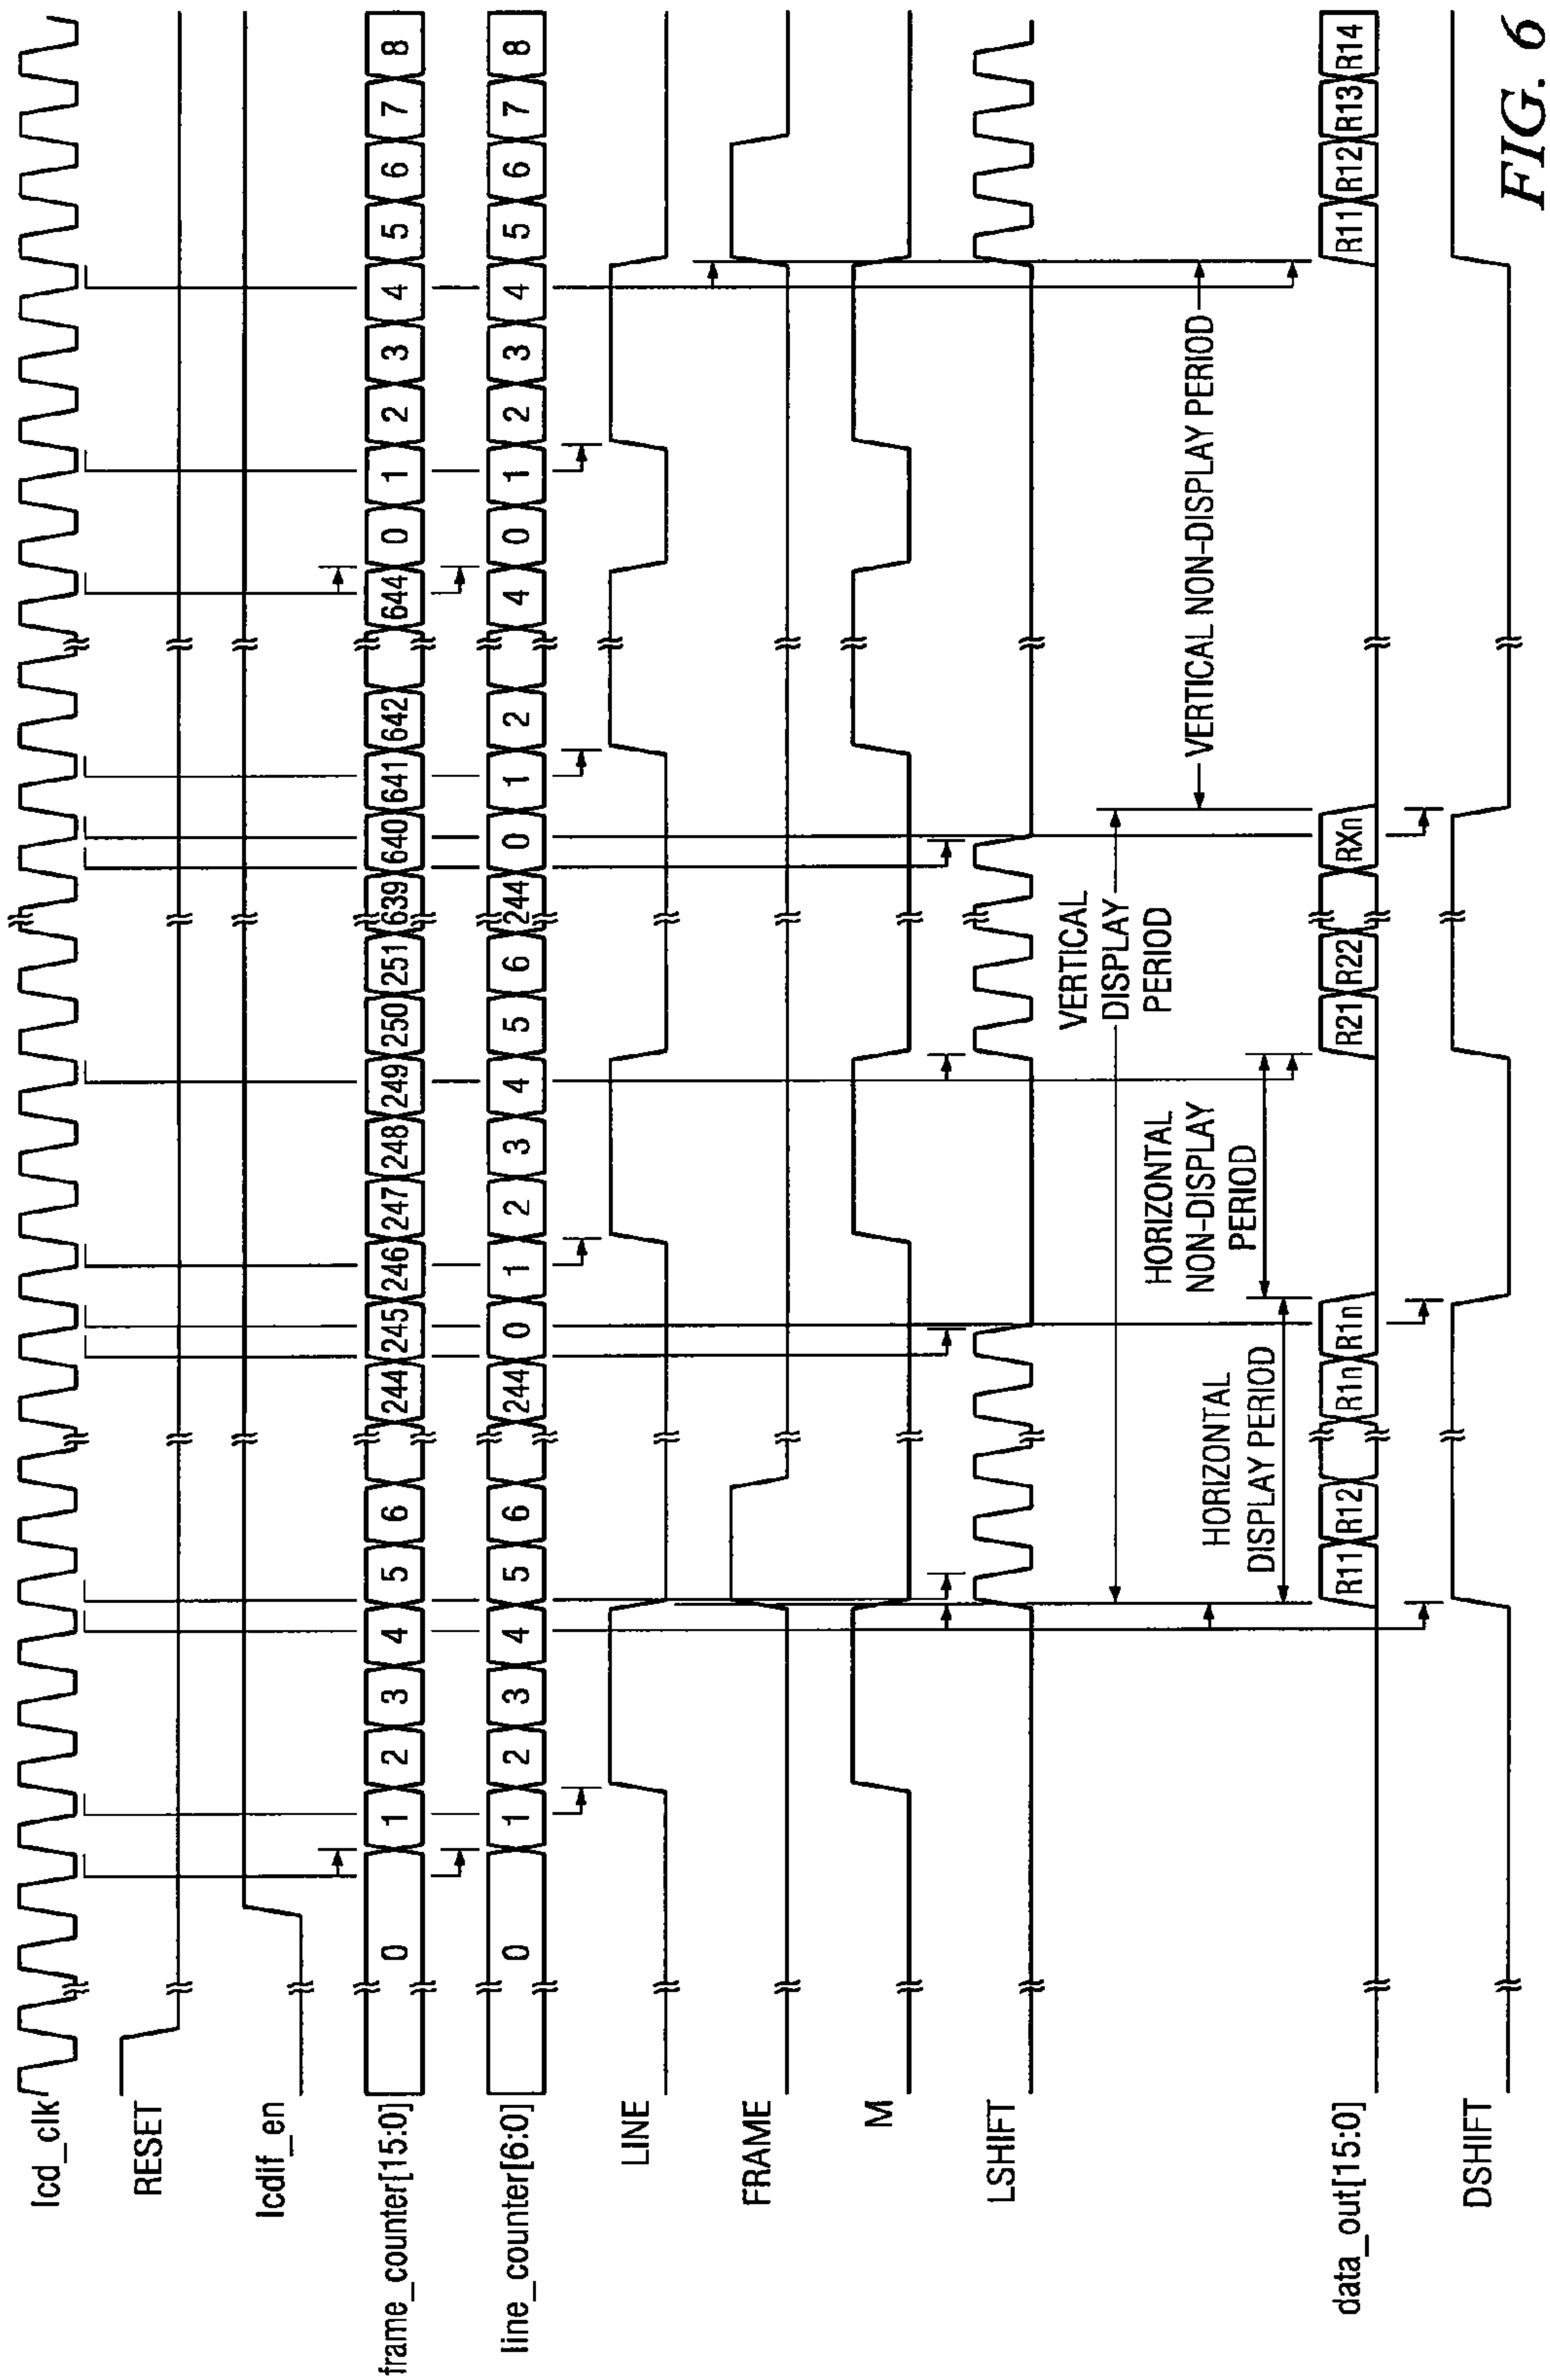 lcd_clk
RESET
lcdif_en
frame_counter[15:0] 0 1 2 3 4 5 6 244 245 246 247 248 249 250 251 639 640 641 642 644 0 1 2 3 4 5 6 7 8
line_counter[6:0] 0 1 2 3 4 5 6 244 0 1 2 3 4 5 6 244 0 1 2 4 0 1 2 3 4 5 6 7 8
LINE
FRAME
M
LSHIFT
VERTICAL
DISPLAY
PERIOD
VERTICAL NON-DISPLAY PERIOD
HORIZONTAL
DISPLAY PERIOD
HORIZONTAL
NON-DISPLAY
PERIOD
data_out[15:0] R11 R12 R1n R1n R21 R22 RXn R11 R12 R13 R14
DSHIFT
FIG. 6